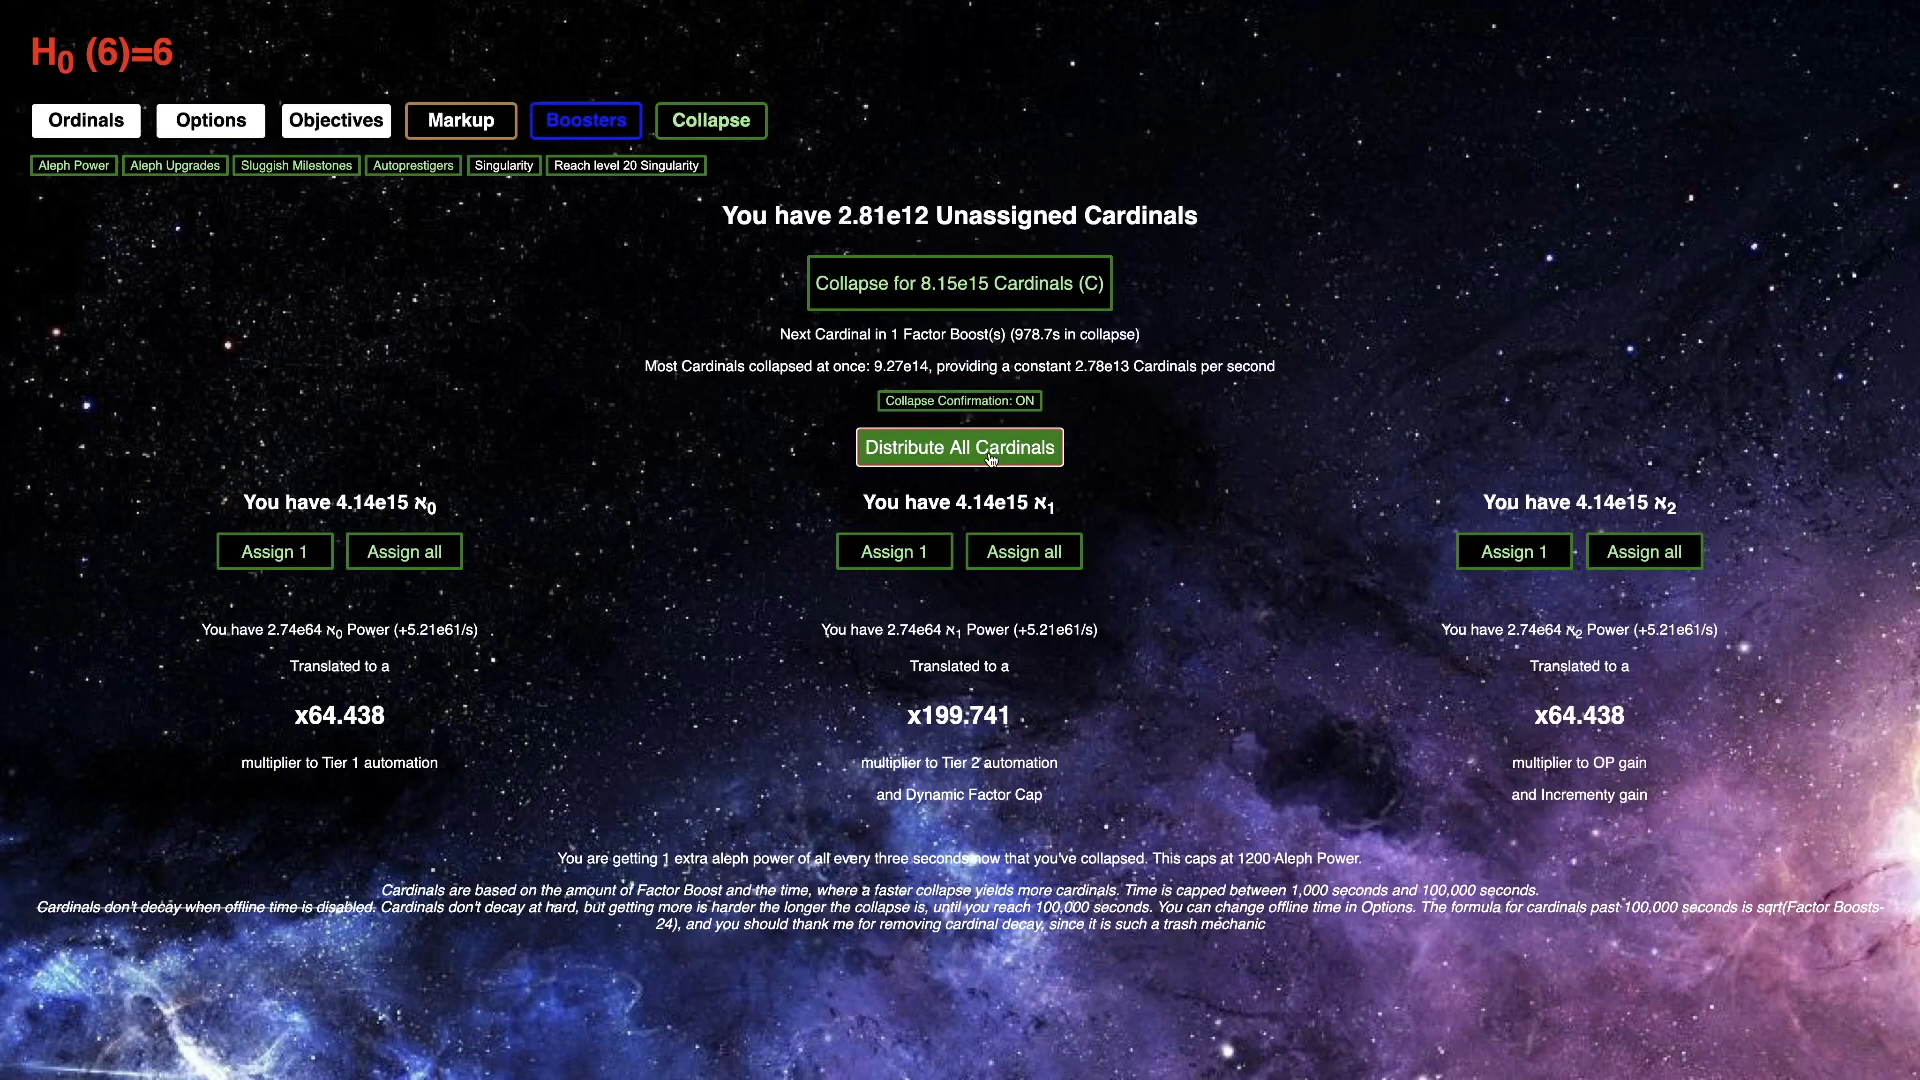 H0 (6)=6
Ordinals Options Objectives Markup Boosters Collapse
Aleph Power Aleph Upgrades Sluggish Milestones Autoprestigers Singularity Reach level 20 Singularity
You have 2.81e12 Unassigned Cardinals
Collapse for 8.15e15 Cardinals (C)
Next Cardinal in 1 Factor Boost(s) (978.7s in collapse)
Most Cardinals collapsed at once: 9.27e14, providing a constant 2.78e13 Cardinals per second
Collapse Confirmation: ON
Distribute All Cardinals
You have 4.14e15 ℵ0 You have 4.14e15 ℵ1 You have 4.14e15 ℵ2
Assign 1 Assign all Assign 1 Assign all Assign 1 Assign all
You have 2.74e64 ℵ0 Power (+5.21e61/s) You have 2.74e64 ℵ1 Power (+5.21e61/s) You have 2.74e64 ℵ2 Power (+5.21e61/s)
Translated to a Translated to a Translated to a
x64.438 x199.741 x64.438
multiplier to Tier 1 automation multiplier to Tier 2 automation multiplier to OP gain
and Dynamic Factor Cap and Incrementy gain
You are getting 1 extra aleph power of all every three seconds now that you've collapsed. This caps at 1200 Aleph Power.
Cardinals are based on the amount of Factor Boost and the time, where a faster collapse yields more cardinals. Time is capped between 1,000 seconds and 100,000 seconds.
Cardinals don't decay when offline time is disabled. Cardinals don't decay at hard, but getting more is harder the longer the collapse is, until you reach 100,000 seconds. You can change offline time in Options. The formula for cardinals past 100,000 seconds is sqrt(Factor Boosts-
24), and you should thank me for removing cardinal decay, since it is such a trash mechanic